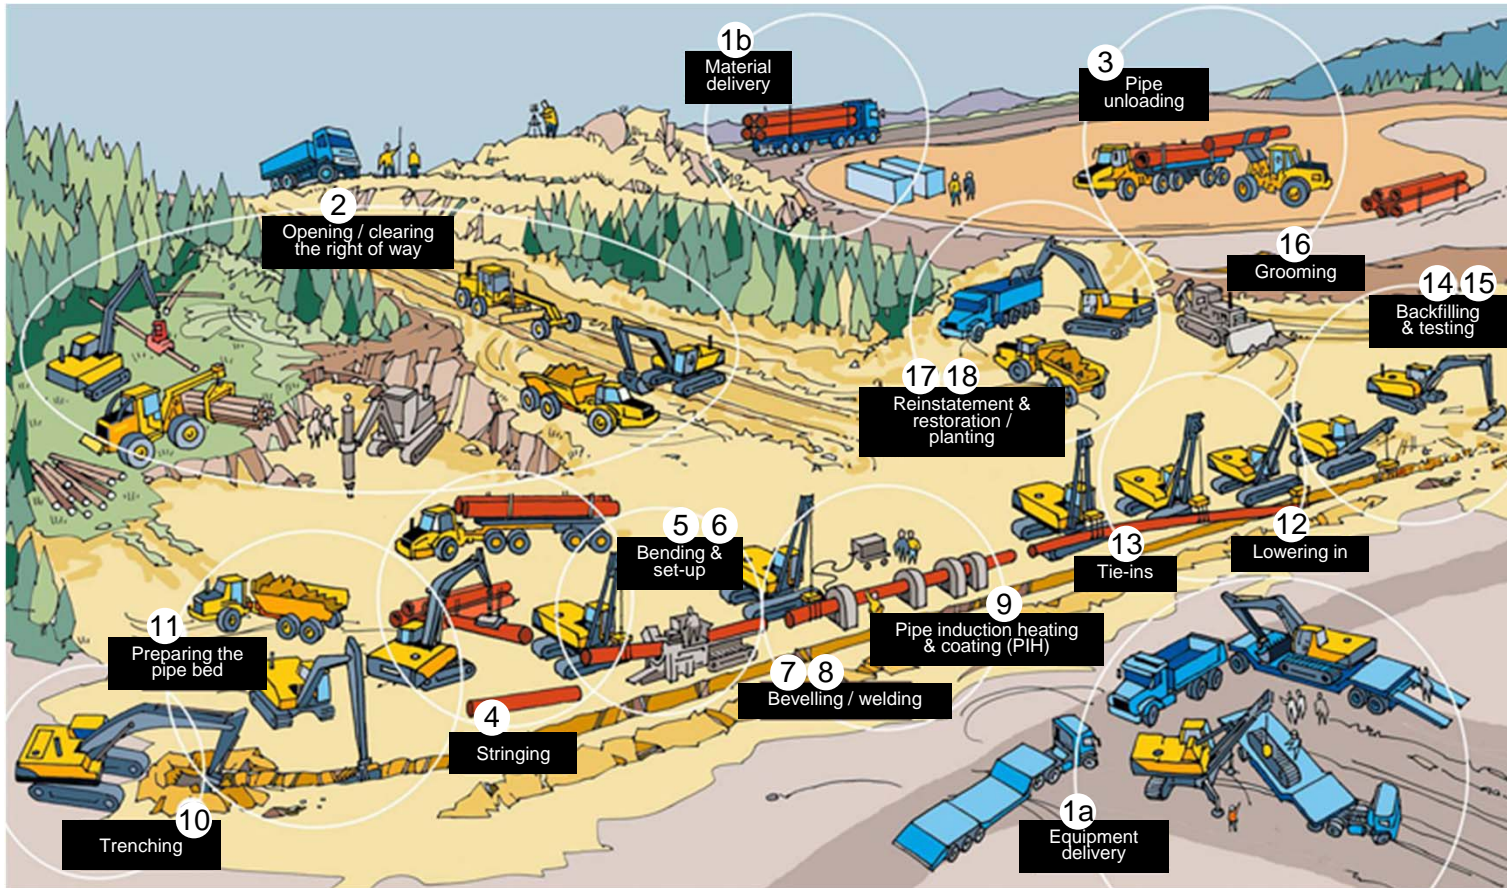 1b
Material
delivery
3
Pipe
unloading
2
Opening / clearing
the right of way
16
Grooming
14 15
Backfilling
& testing
17 18
Reinstatement &
restoration /
planting
5 6
Bending &
set-up
12
Lowering in
13
Tie-ins
9
Pipe induction heating
& coating (PIH)
11
Preparing the
pipe bed
7 8
Bevelling / welding
4
Stringing
10
Trenching
1a
Equipment
delivery